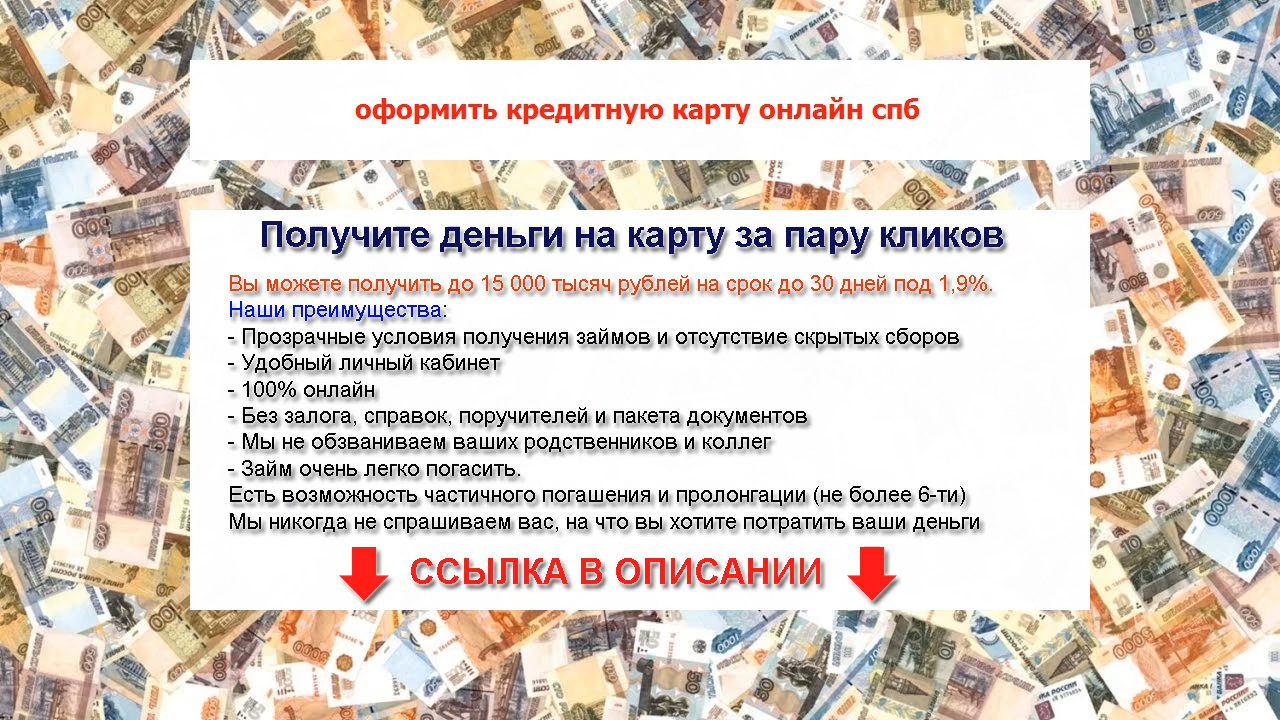 оформить кредитную карту онлайн спб
Получите деньги на карту за пару кликов
Вы можете получить до 15 000 тысяч рублей на срок до 30 дней под 1,9%.
Наши преимущества:
- Прозрачные условия получения займов и отсутствие скрытых сборов
- Удобный личный кабинет
- 100% онлайн
- Без залога, справок, поручителей и пакета документов
- Мы не обзваниваем ваших родственников и коллег
- Займ очень легко погасить.
Есть возможность частичного погашения и пролонгации (не более 6-ти)
Мы никогда не спрашиваем вас, на что вы хотите потратить ваши деньги
ССЫЛКА В ОПИСАНИИ